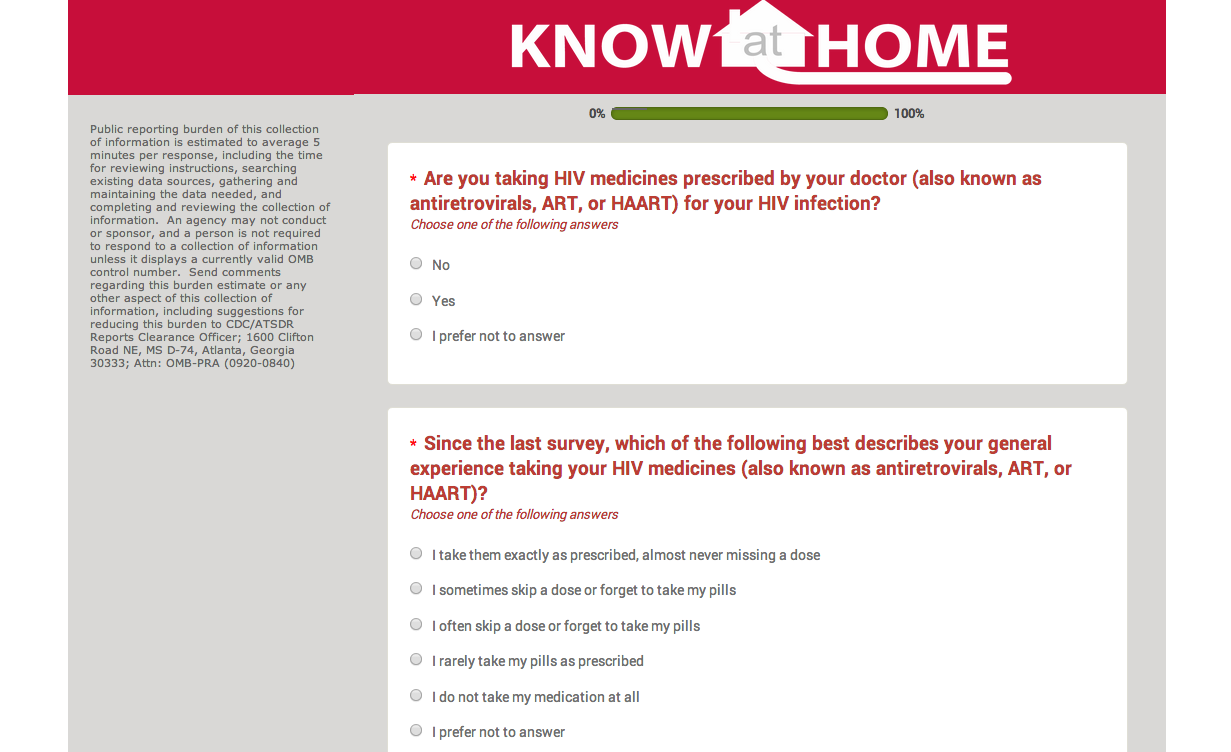 KNOW at HOME
0% 100%
Public reporting burden of this collection
of information is estimated to average 5
minutes per response, including the time
for reviewing instructions, searching
existing data sources, gathering and
maintaining the data needed, and
completing and reviewing the collection of
information.  An agency may not conduct
or sponsor, and a person is not required
to respond to a collection of information
unless it displays a currently valid OMB
control number.  Send comments
regarding this burden estimate or any
other aspect of this collection of
information, including suggestions for
reducing this burden to CDC/ATSDR
Reports Clearance Officer; 1600 Clifton
Road NE, MS D-74, Atlanta, Georgia
30333; Attn: OMB-PRA (0920-0840)
* Are you taking HIV medicines prescribed by your doctor (also known as
antiretrovirals, ART, or HAART) for your HIV infection?
Choose one of the following answers
No
Yes
I prefer not to answer
* Since the last survey, which of the following best describes your general
experience taking your HIV medicines (also known as antiretrovirals, ART, or
HAART)?
Choose one of the following answers
I take them exactly as prescribed, almost never missing a dose
I sometimes skip a dose or forget to take my pills
I often skip a dose or forget to take my pills
I rarely take my pills as prescribed
I do not take my medication at all
I prefer not to answer